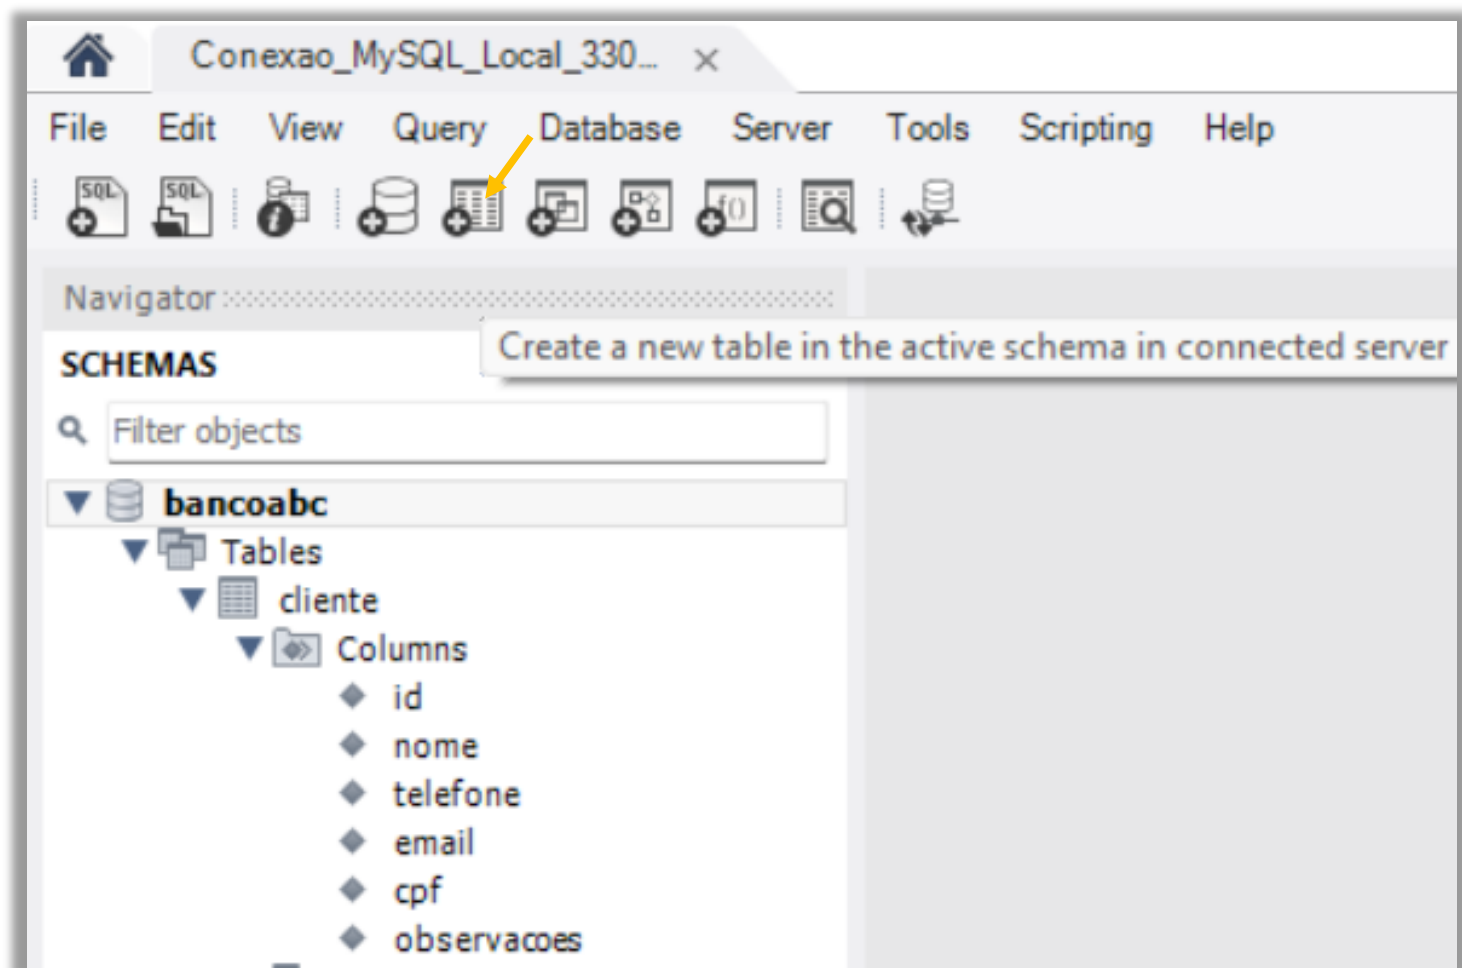 Conexao_MySQL_Local_330...
File Edit View Query Database Server Tools Scripting Help
SQL SQL f()
Navigator
Create a new table in the active schema in connected server
SCHEMAS
Filter objects
bancoabc
Tables
cliente
Columns
id
nome
telefone
email
cpf
observacoes